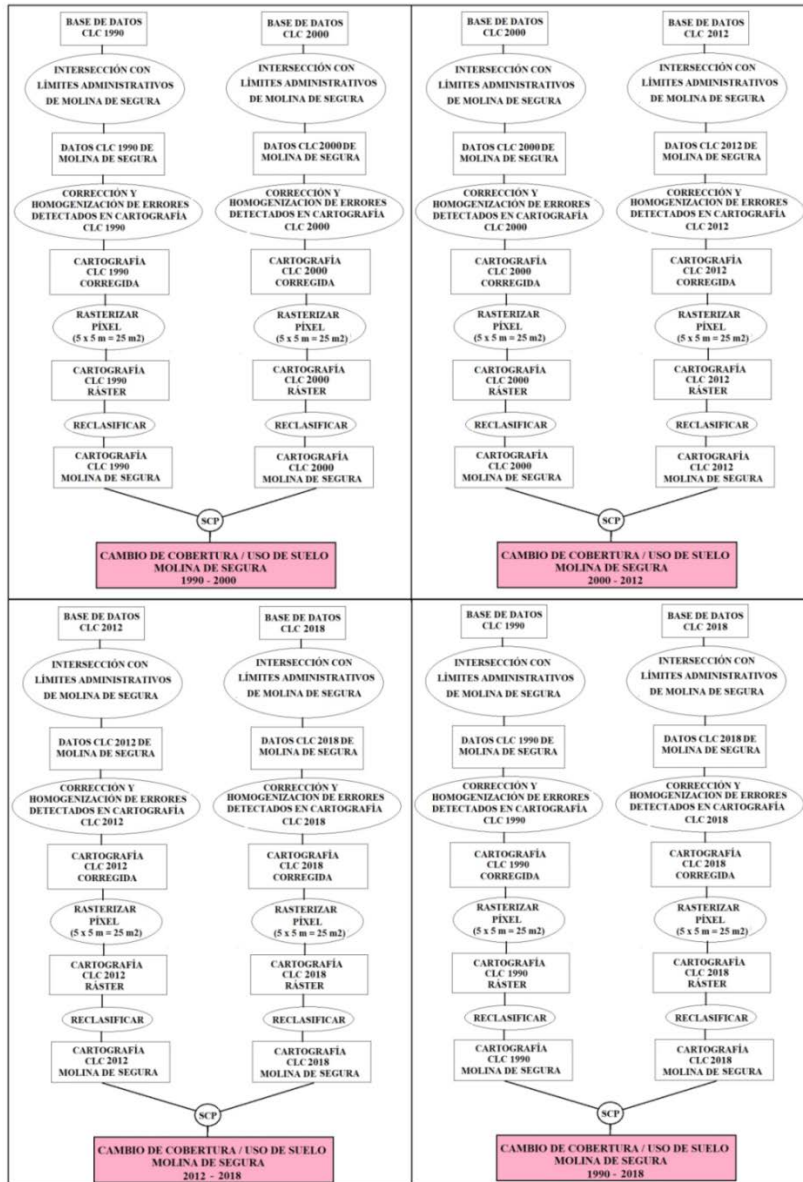 BASE DE DATOS
CLC 1990
INTERSECCIÓN CON
LÍMITES ADMINISTRATIVOS
DE MOLINA DE SEGURA
DATOS CLC 1990 DE
MOLINA DE SEGURA
CORRECCIÓN Y
HOMOGENIZACIÓN DE ERRORES
DETECTADOS EN CARTOGRAFÍA
CLC 1990
CARTOGRAFÍA
CLC 1990
CORREGIDA
RASTERIZAR
PÍXEL
(5 x 5 m = 25 m2)
CARTOGRAFÍA
CLC 1990
RÁSTER
RECLASIFICAR
CARTOGRAFÍA
CLC 1990
MOLINA DE SEGURA
BASE DE DATOS
CLC 2000
INTERSECCIÓN CON
LÍMITES ADMINISTRATIVOS
DE MOLINA DE SEGURA
DATOS CLC 2000 DE
MOLINA DE SEGURA
CORRECCIÓN Y
HOMOGENIZACIÓN DE ERRORES
DETECTADOS EN CARTOGRAFÍA
CLC 2000
CARTOGRAFÍA
CLC 2000
CORREGIDA
RASTERIZAR
PÍXEL
(5 x 5 m = 25 m2)
CARTOGRAFÍA
CLC 2000
RÁSTER
RECLASIFICAR
CARTOGRAFÍA
CLC 2000
MOLINA DE SEGURA
SCP
CAMBIO DE COBERTURA / USO DE SUELO
MOLINA DE SEGURA
1990 - 2000
BASE DE DATOS
CLC 2000
INTERSECCIÓN CON
LÍMITES ADMINISTRATIVOS
DE MOLINA DE SEGURA
DATOS CLC 2000 DE
MOLINA DE SEGURA
CORRECCIÓN Y
HOMOGENIZACIÓN DE ERRORES
DETECTADOS EN CARTOGRAFÍA
CLC 2000
CARTOGRAFÍA
CLC 2000
CORREGIDA
RASTERIZAR
PÍXEL
(5 x 5 m = 25 m2)
CARTOGRAFÍA
CLC 2000
RÁSTER
RECLASIFICAR
CARTOGRAFÍA
CLC 2000
MOLINA DE SEGURA
BASE DE DATOS
CLC 2012
INTERSECCIÓN CON
LÍMITES ADMINISTRATIVOS
DE MOLINA DE SEGURA
DATOS CLC 2012 DE
MOLINA DE SEGURA
CORRECCIÓN Y
HOMOGENIZACIÓN DE ERRORES
DETECTADOS EN CARTOGRAFÍA
CLC 2012
CARTOGRAFÍA
CLC 2012
CORREGIDA
RASTERIZAR
PÍXEL
(5 x 5 m = 25 m2)
CARTOGRAFÍA
CLC 2012
RÁSTER
RECLASIFICAR
CARTOGRAFÍA
CLC 2012
MOLINA DE SEGURA
SCP
CAMBIO DE COBERTURA / USO DE SUELO
MOLINA DE SEGURA
2000 - 2012
BASE DE DATOS
CLC 2012
INTERSECCIÓN CON
LÍMITES ADMINISTRATIVOS
DE MOLINA DE SEGURA
DATOS CLC 2012 DE
MOLINA DE SEGURA
CORRECCIÓN Y
HOMOGENIZACIÓN DE ERRORES
DETECTADOS EN CARTOGRAFÍA
CLC 2012
CARTOGRAFÍA
CLC 2012
CORREGIDA
RASTERIZAR
PÍXEL
(5 x 5 m = 25 m2)
CARTOGRAFÍA
CLC 2012
RÁSTER
RECLASIFICAR
CARTOGRAFÍA
CLC 2012
MOLINA DE SEGURA
BASE DE DATOS
CLC 2018
INTERSECCIÓN CON
LÍMITES ADMINISTRATIVOS
DE MOLINA DE SEGURA
DATOS CLC 2018 DE
MOLINA DE SEGURA
CORRECCIÓN Y
HOMOGENIZACIÓN DE ERRORES
DETECTADOS EN CARTOGRAFÍA
CLC 2018
CARTOGRAFÍA
CLC 2018
CORREGIDA
RASTERIZAR
PÍXEL
(5 x 5 m = 25 m2)
CARTOGRAFÍA
CLC 2018
RÁSTER
RECLASIFICAR
CARTOGRAFÍA
CLC 2018
MOLINA DE SEGURA
SCP
CAMBIO DE COBERTURA / USO DE SUELO
MOLINA DE SEGURA
2012 - 2018
BASE DE DATOS
CLC 1990
INTERSECCIÓN CON
LÍMITES ADMINISTRATIVOS
DE MOLINA DE SEGURA
DATOS CLC 1990 DE
MOLINA DE SEGURA
CORRECCIÓN Y
HOMOGENIZACIÓN DE ERRORES
DETECTADOS EN CARTOGRAFÍA
CLC 1990
CARTOGRAFÍA
CLC 1990
CORREGIDA
RASTERIZAR
PÍXEL
(5 x 5 m = 25 m2)
CARTOGRAFÍA
CLC 1990
RÁSTER
RECLASIFICAR
CARTOGRAFÍA
CLC 1990
MOLINA DE SEGURA
BASE DE DATOS
CLC 2018
INTERSECCIÓN CON
LÍMITES ADMINISTRATIVOS
DE MOLINA DE SEGURA
DATOS CLC 2018 DE
MOLINA DE SEGURA
CORRECCIÓN Y
HOMOGENIZACION DE ERRORES
DETECTADOS EN CARTOGRAFÍA
CLC 2018
CARTOGRAFÍA
CLC 2018
CORREGIDA
RASTERIZAR
PÍXEL
(5 x 5 m = 25 m2)
CARTOGRAFÍA
CLC 2018
RÁSTER
RECLASIFICAR
CARTOGRAFÍA
CLC 2018
MOLINA DE SEGURA
SCP
CAMBIO DE COBERTURA / USO DE SUELO
MOLINA DE SEGURA
1990 - 2018